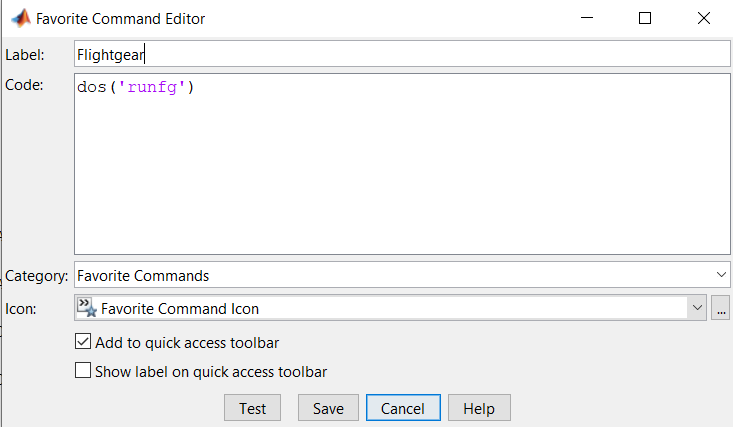 Favorite Command Editor
Label: Flightgear
Code: dos('runfg')
Category: Favorite Commands
Icon: Favorite Command Icon ...
Add to quick access toolbar
Show label on quick access toolbar
Test Save Cancel Help